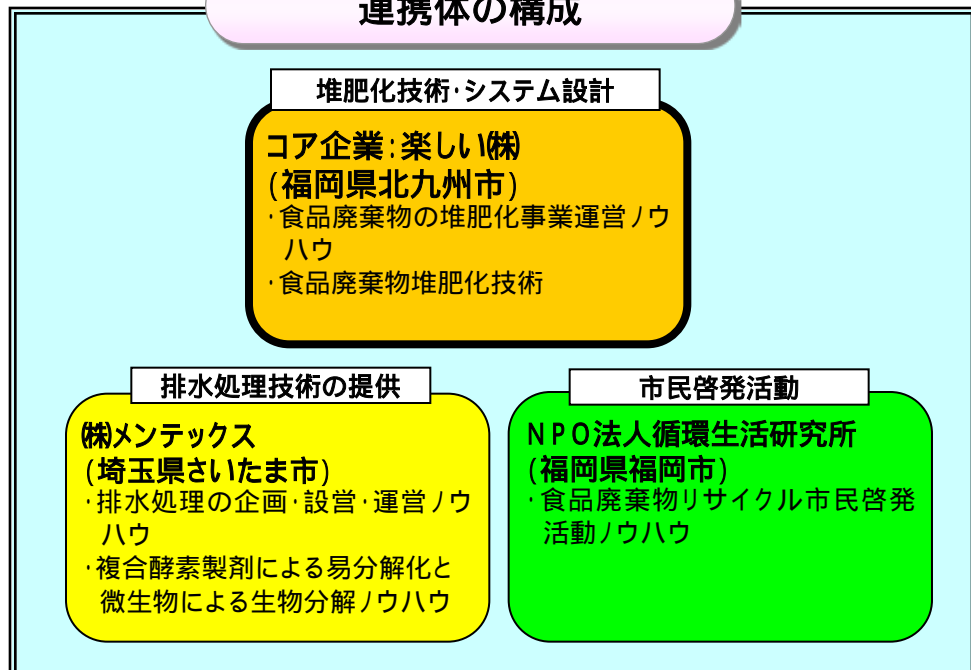 連携体の構成
堆肥化技術・システム設計
コア企業:楽しい㈱
(福岡県北九州市)
・食品廃棄物の堆肥化事業運営ノウ
ハウ
・食品廃棄物堆肥化技術
排水処理技術の提供
㈱メンテックス
(埼玉県さいたま市)
・排水処理の企画・設営・運営ノウ
ハウ
・複合酵素製剤による易分解化と
微生物による生物分解ノウハウ
市民啓発活動
NPO法人循環生活研究所
(福岡県福岡市)
・食品廃棄物リサイクル市民啓発
活動ノウハウ